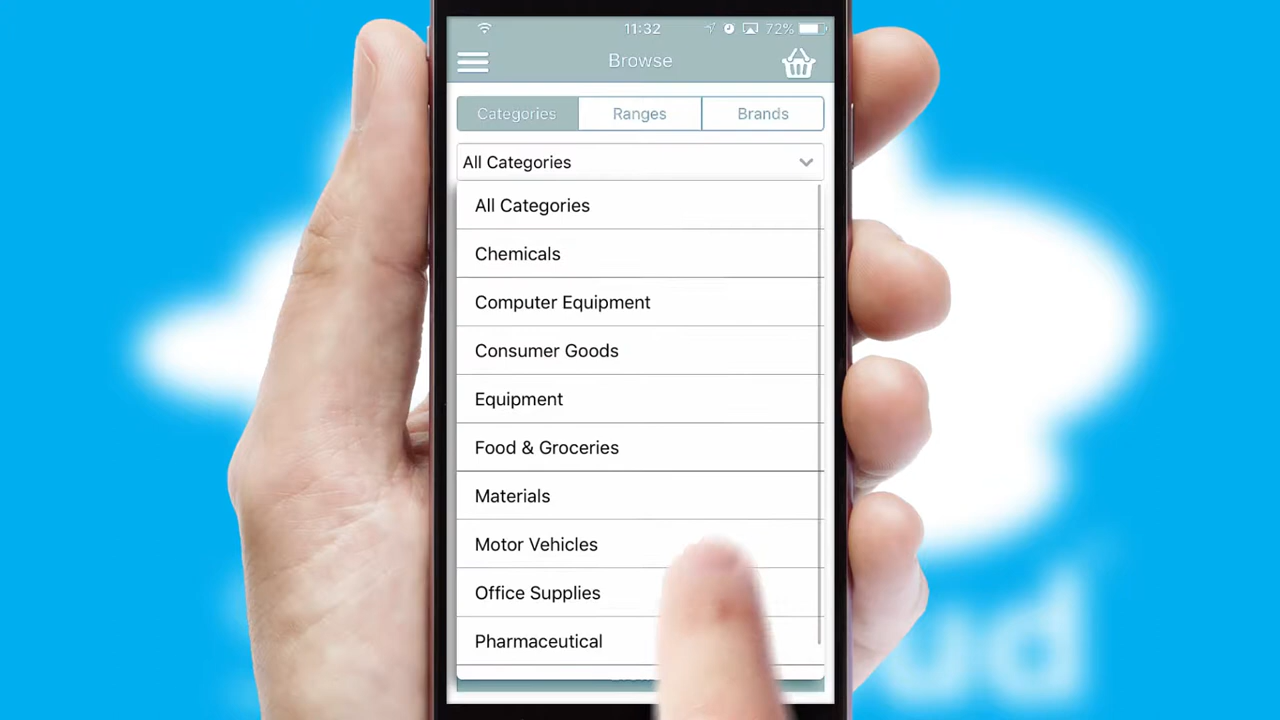 11:32
72%
Browse
Categories
Ranges
Brands
All Categories
All Categories
Chemicals
Computer Equipment
Consumer Goods
Equipment
Food & Groceries
Materials
Motor Vehicles
Office Supplies
Pharmaceutical